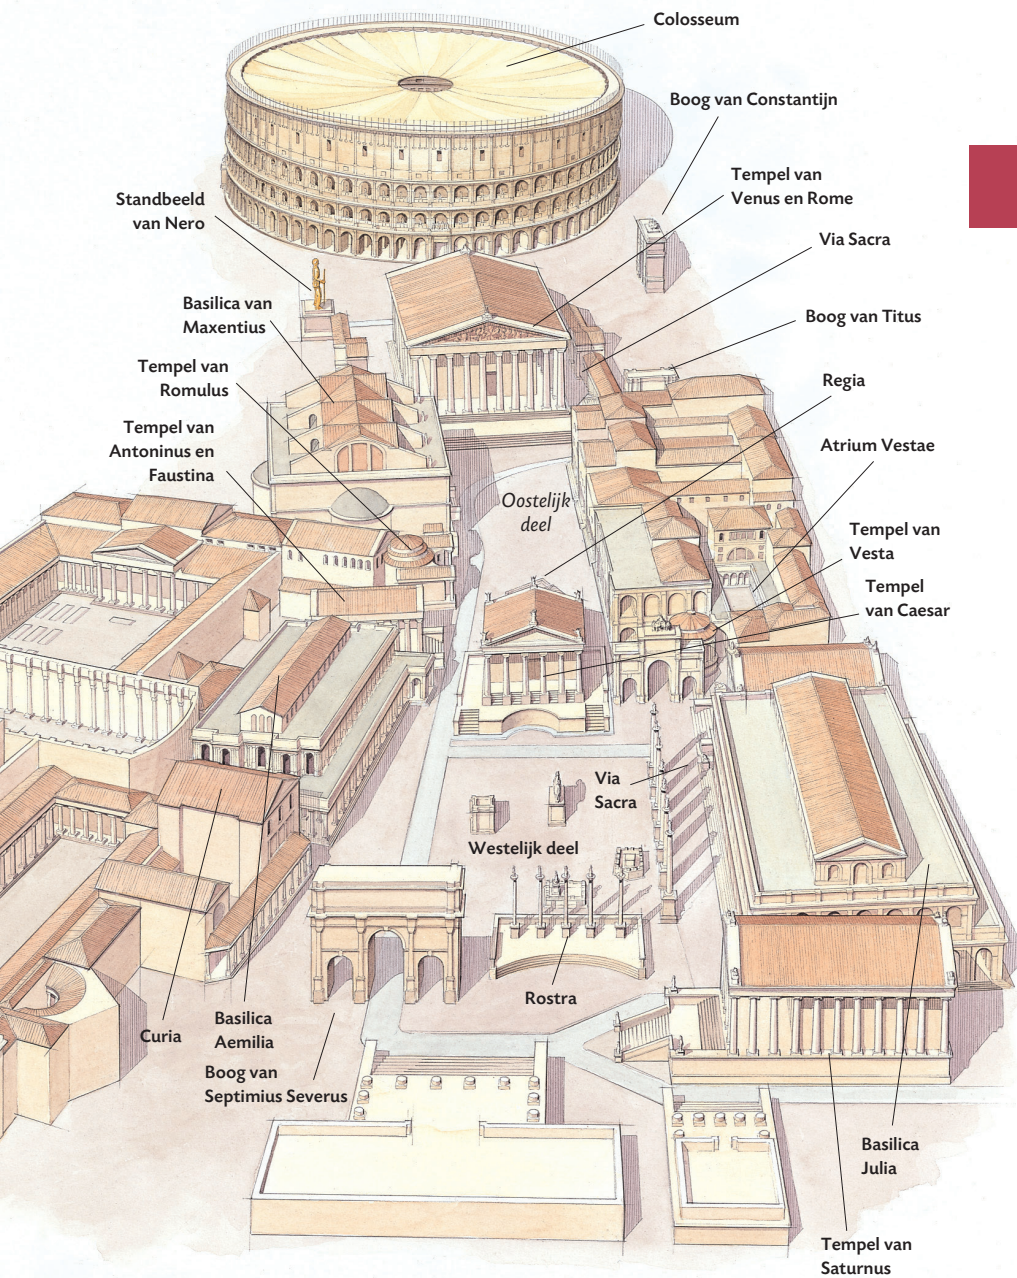 Colosseum
Boog van Constantijn
Tempel van
Venus en Rome
Standbeeld
van Nero
Via Sacra
Basilica van
Maxentius
Boog van Titus
Tempel van
Romulus
Regia
Tempel van
Antoninus en
Faustina
Atrium Vestae
Oostelijk
deel
Tempel van
Vesta
Tempel
van Caesar
Via
Sacra
Westelijk deel
Rostra
Curia
Basilica
Aemilia
Boog van
Septimius Severus
Basilica
Julia
Tempel van
Saturnus